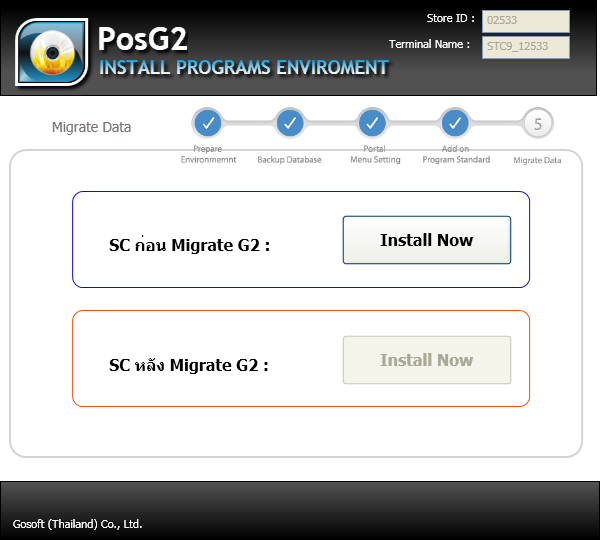 Store ID : 02533
PosG2
Terminal Name : STC9_12533
INSTALL PROGRAMS ENVIROMENT
Migrate Data
5
Prepare
Environmemnt
Backup Database
Portal
Menu Setting
Add on
Program Standard
Migrate Data
SC ก่อน Migrate G2 :
Install Now
SC หลัง Migrate G2 :
Install Now
Gosoft (Thailand) Co., Ltd.